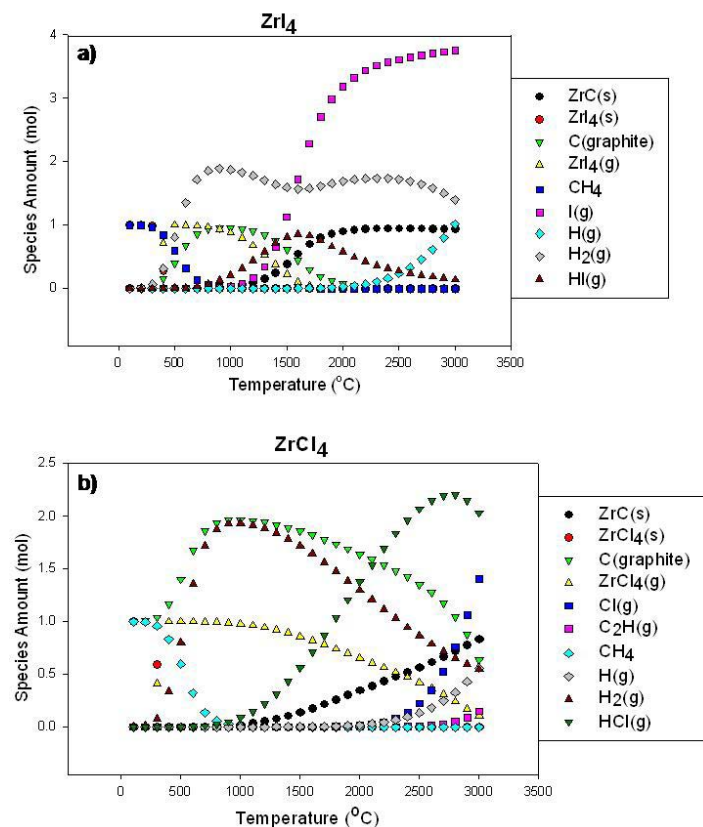 ZrI4
a)
4
3
2
1
0
Species Amount (mol)
0 500 1000 1500 2000 2500 3000 3500
Temperature (°C)
ZrC(s)
ZrI4(s)
C(graphite)
ZrI4(g)
CH4
I(g)
H(g)
H2(g)
HI(g)
ZrCl4
b)
2.5
2.0
1.5
1.0
0.5
0.0
Species Amount (mol)
0 500 1000 1500 2000 2500 3000 3500
Temperature (°C)
ZrC(s)
ZrCl4(s)
C(graphite)
ZrCl4(g)
Cl(g)
C2H(g)
CH4
H(g)
H2(g)
HCl(g)